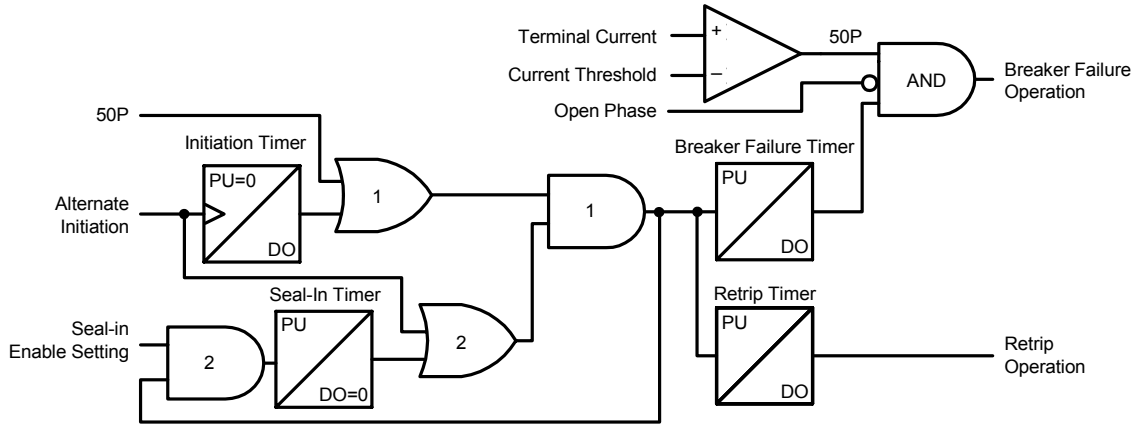 Terminal Current
+
50P
Current Threshold
–
AND
Breaker Failure
Operation
Open Phase
50P
Initiation Timer
Breaker Failure Timer
PU=0
1
PU
Alternate
Initiation
1
DO
DO
Seal-In Timer
Retrip Timer
PU
PU
Seal-in
Enable Setting
2
2
Retrip
Operation
DO=0
DO